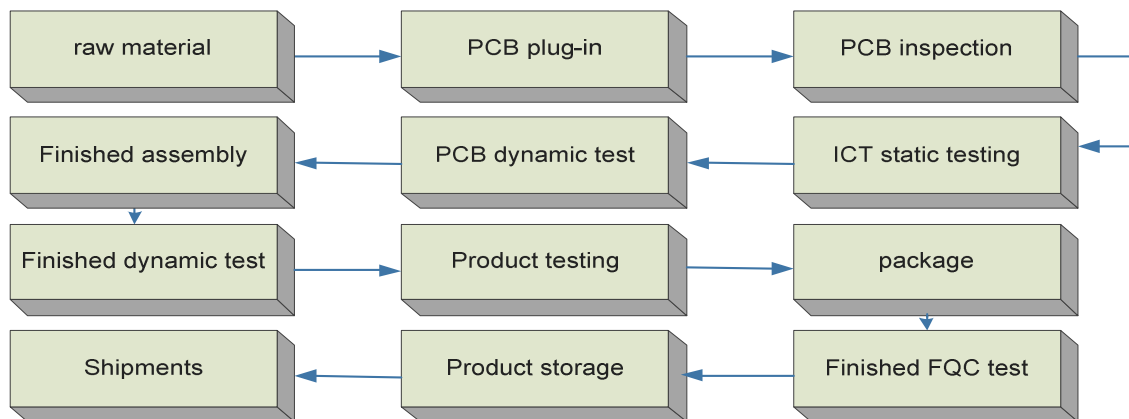 raw material
PCB plug-in
PCB inspection
Finished assembly
PCB dynamic test
ICT static testing
Finished dynamic test
Product testing
package
Shipments
Product storage
Finished FQC test